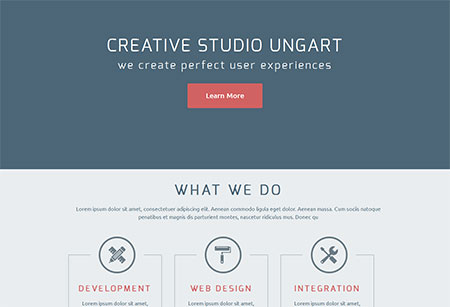 CREATIVE STUDIO UNGART
we create perfect user experiences
Learn More
WHAT WE DO
Lorem ipsum dolor sit amet, consectetuer adipiscing elit. Aenean commodo ligula eget dolor. Aenean massa. Cum sociis
natoque penatibus et magnis dis parturient montes, nascetur ridiculus mus. Donec qu
DEVELOPMENT
WEB DESIGN
INTEGRATION
Lorem ipsum dolor sit amet,
Lorem ipsum dolor sit amet,
Lorem ipsum dolor sit amet,